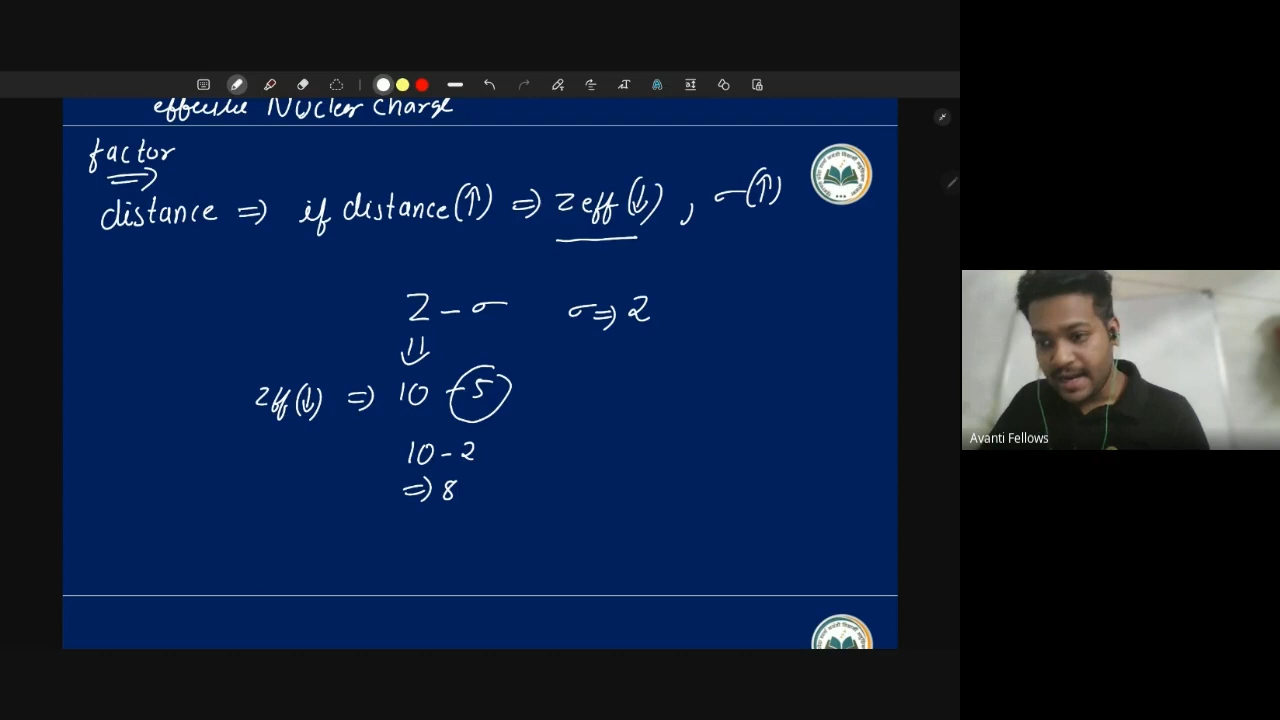 effective Nuclear Charge
factor
⇒
distance ⇒ if distance(↑) ⇒ zeff(↓), σ(↑)
Z – σ σ⇒ 2
⇓
zeff(↓) ⇒ 10 – 5
10 – 2
⇒ 8
Avanti Fellows